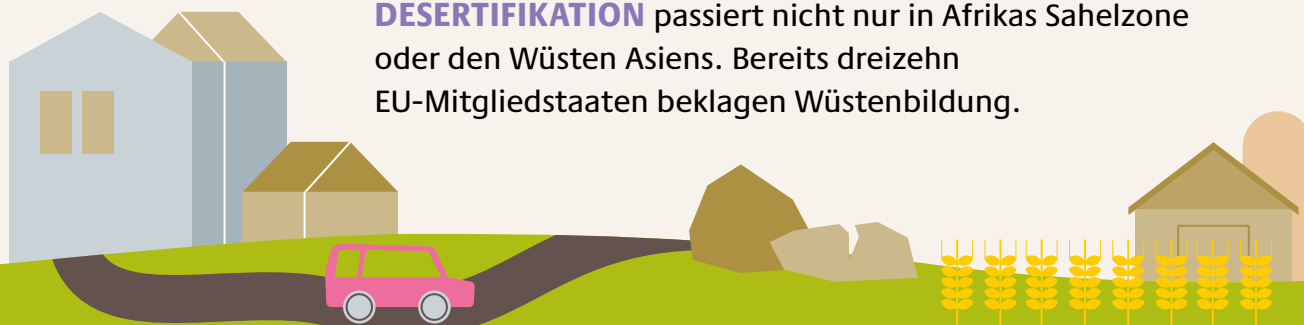 DESERTIFIKATION passiert nicht nur in Afrikas Sahelzone
oder den Wüsten Asiens. Bereits dreizehn
EU-Mitgliedstaaten beklagen Wüstenbildung.